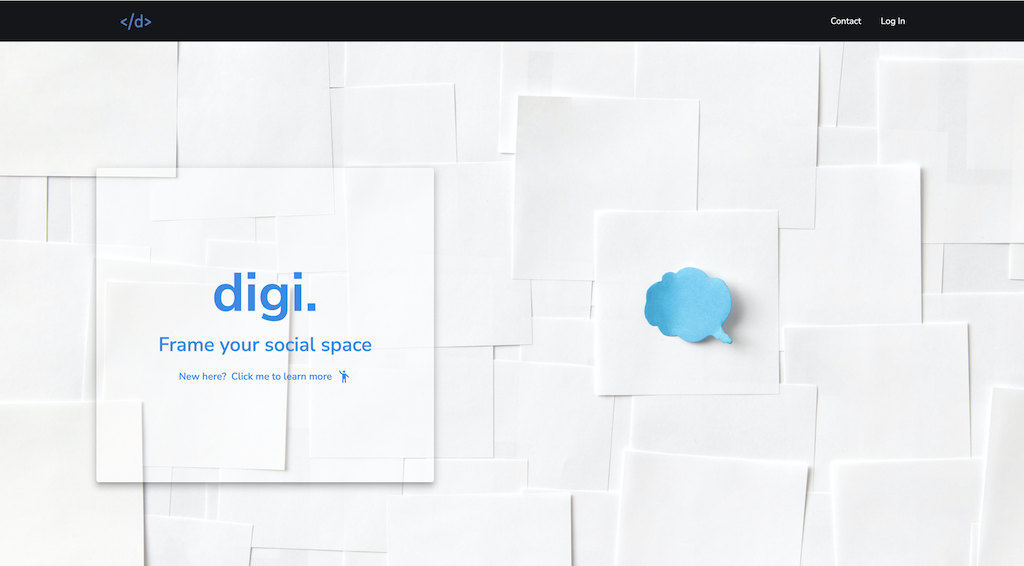 </d>
Contact
Log In
digi.
Frame your social space
New here? Click me to learn more